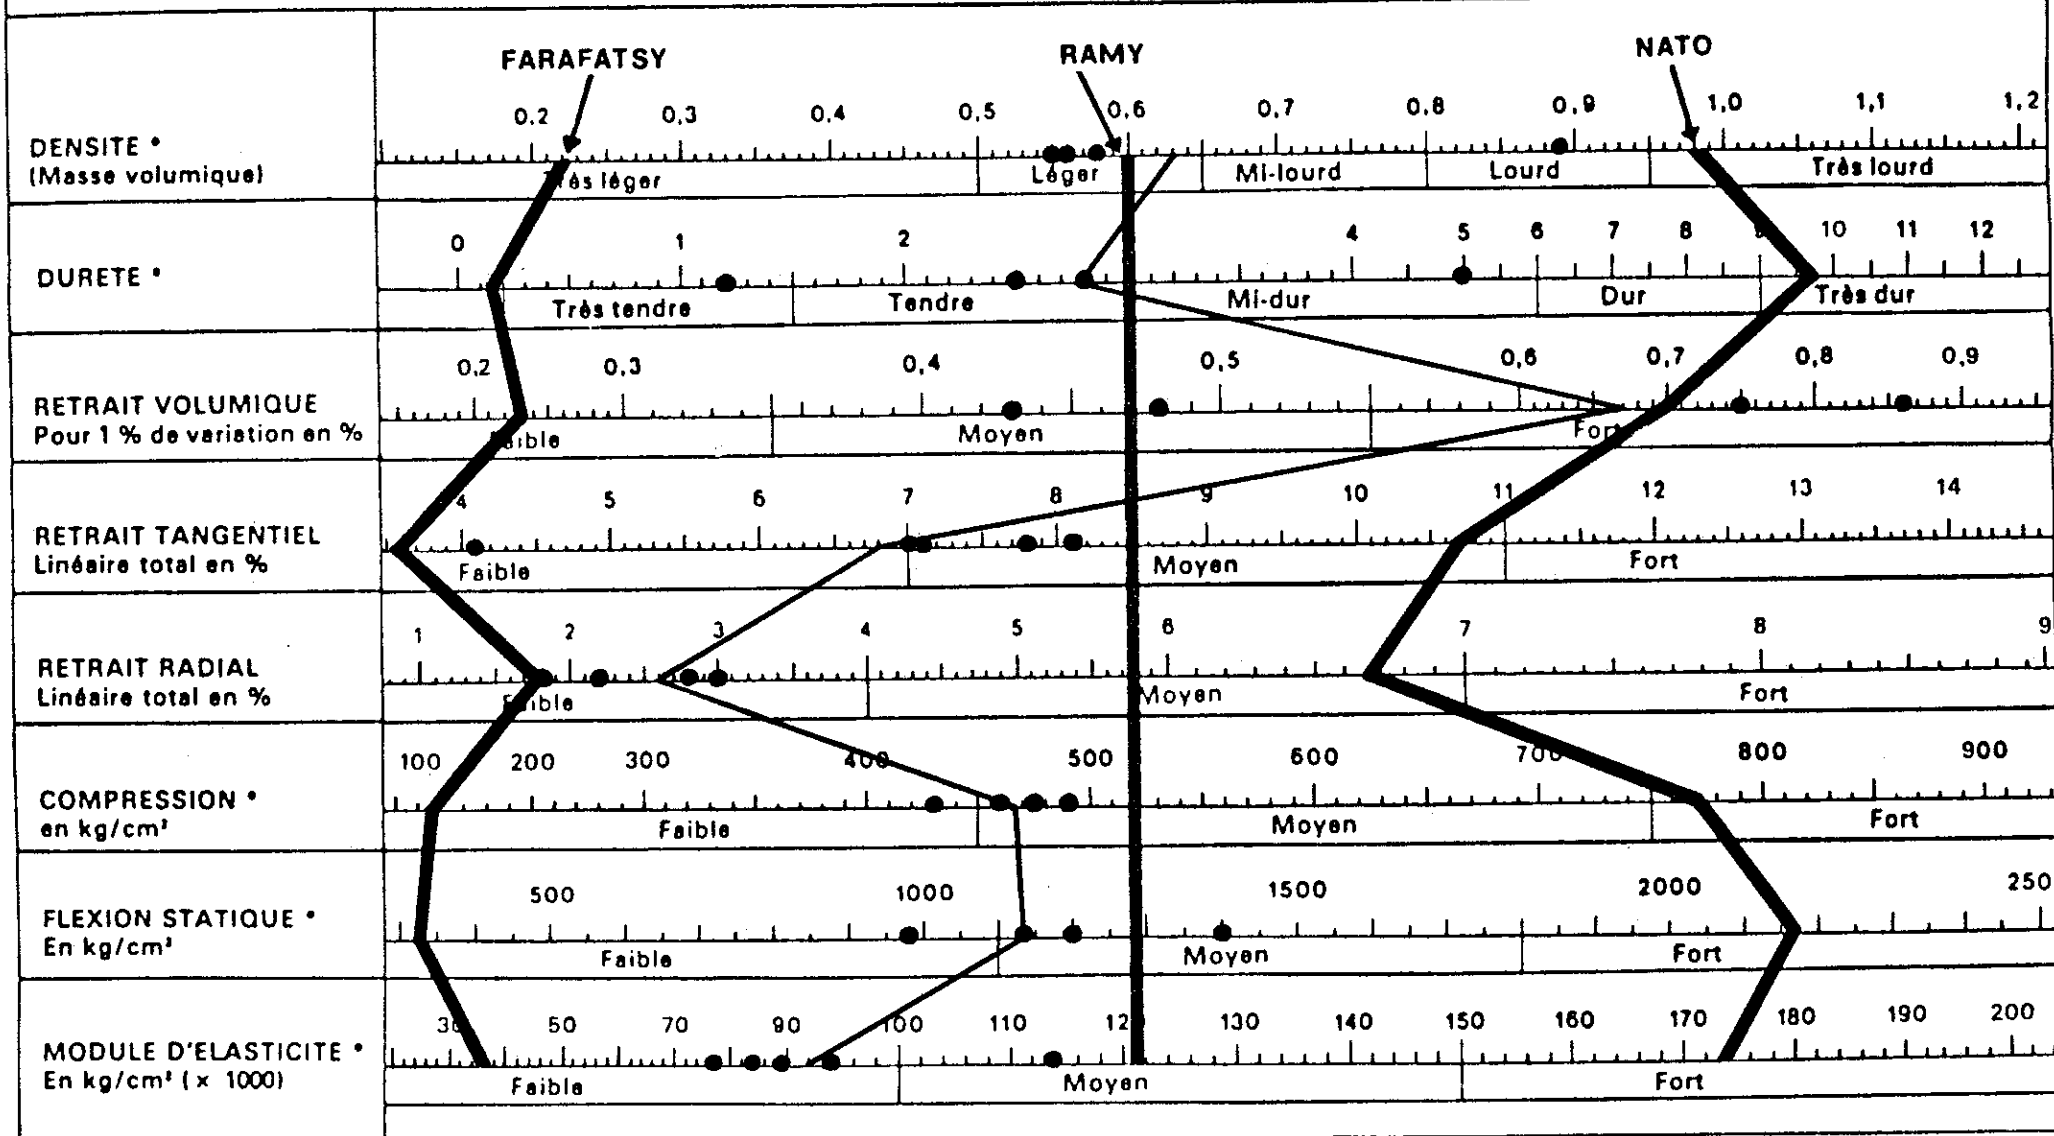 FARAFATSY RAMY NATO
0,2 0,3 0,4 0,5 0,6 0,7 0,8 0,9 1,0 1,1 1,2
DENSITE *
(Masse volumique)
Très léger Léger Mi-lourd Lourd Très lourd
0 1 2 4 5 6 7 8 9 10 11 12
DURETE *
Très tendre Tendre Mi-dur Dur Très dur
0,2 0,3 0,4 0,5 0,6 0,7 0,8 0,9
RETRAIT VOLUMIQUE
Pour 1 % de variation en %
Faible Moyen Fort
4 5 6 7 8 9 10 11 12 13 14
RETRAIT TANGENTIEL
Linéaire total en %
Faible Moyen Fort
1 2 3 4 5 6 7 8 9
RETRAIT RADIAL
Linéaire total en %
Faible Moyen Fort
100 200 300 400 500 600 700 800 900
COMPRESSION *
en kg/cm²
Faible Moyen Fort
500 1000 1500 2000 250
FLEXION STATIQUE *
En kg/cm²
Faible Moyen Fort
30 50 70 90 100 110 120 130 140 150 160 170 180 190 200
MODULE D'ELASTICITE *
En kg/cm² ( x 1000)
Faible Moyen Fort